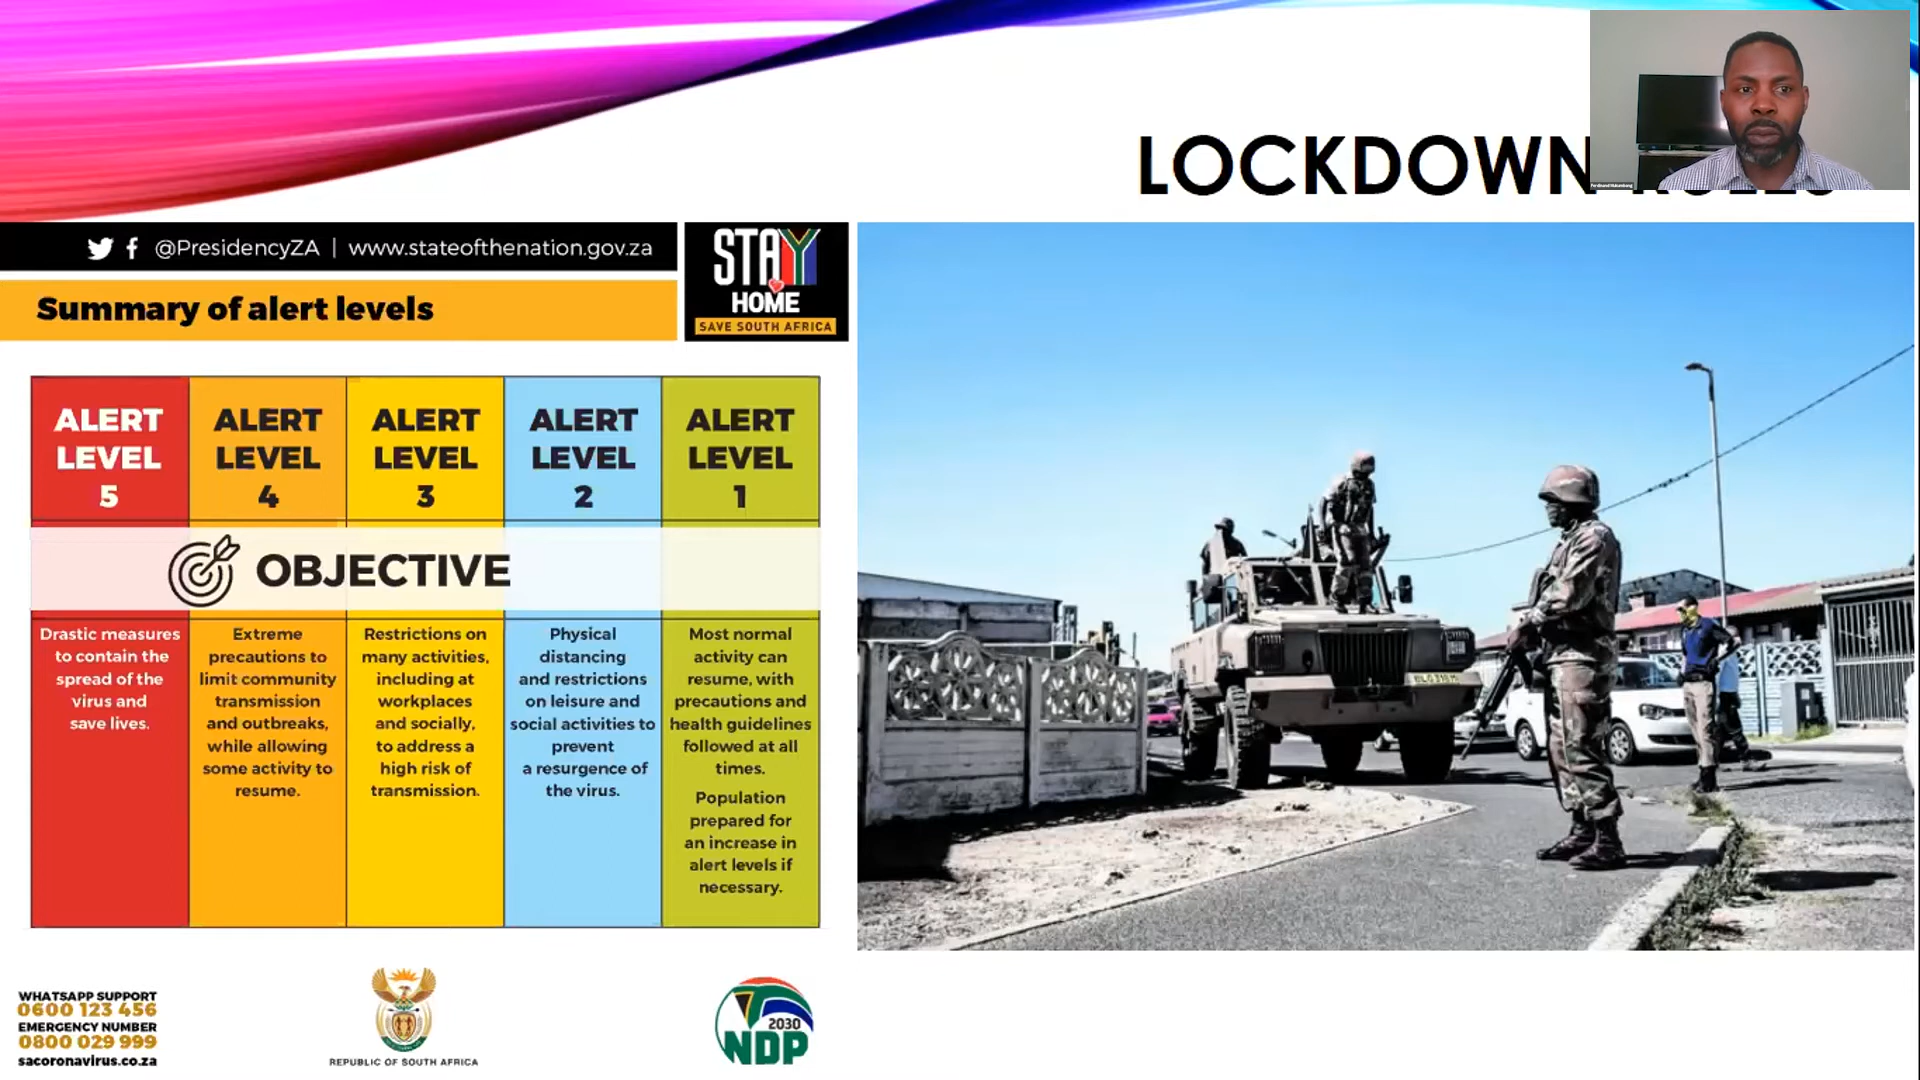 LOCKDOWN
@PresidencyZA | www.stateofthenation.gov.za
STAY
HOME
SAVE SOUTH AFRICA
Summary of alert levels
ALERT LEVEL 5
ALERT LEVEL 4
ALERT LEVEL 3
ALERT LEVEL 2
ALERT LEVEL 1
OBJECTIVE
Drastic measures
to contain the
spread of the
virus and
save lives.
Extreme
precautions to
limit community
transmission
and outbreaks,
while allowing
some activity to
resume.
Restrictions on
many activities,
including at
workplaces
and socially,
to address a
high risk of
transmission.
Physical
distancing
and restrictions
on leisure and
social activities to
prevent
a resurgence of
the virus.
Most normal
activity can
resume, with
precautions and
health guidelines
followed at all
times.
Population
prepared for
an increase in
alert levels if
necessary.
WHATSAPP SUPPORT
0600 123 456
EMERGENCY NUMBER
0800 029 999
sacoronavirus.co.za
REPUBLIC OF SOUTH AFRICA
2030
NDP